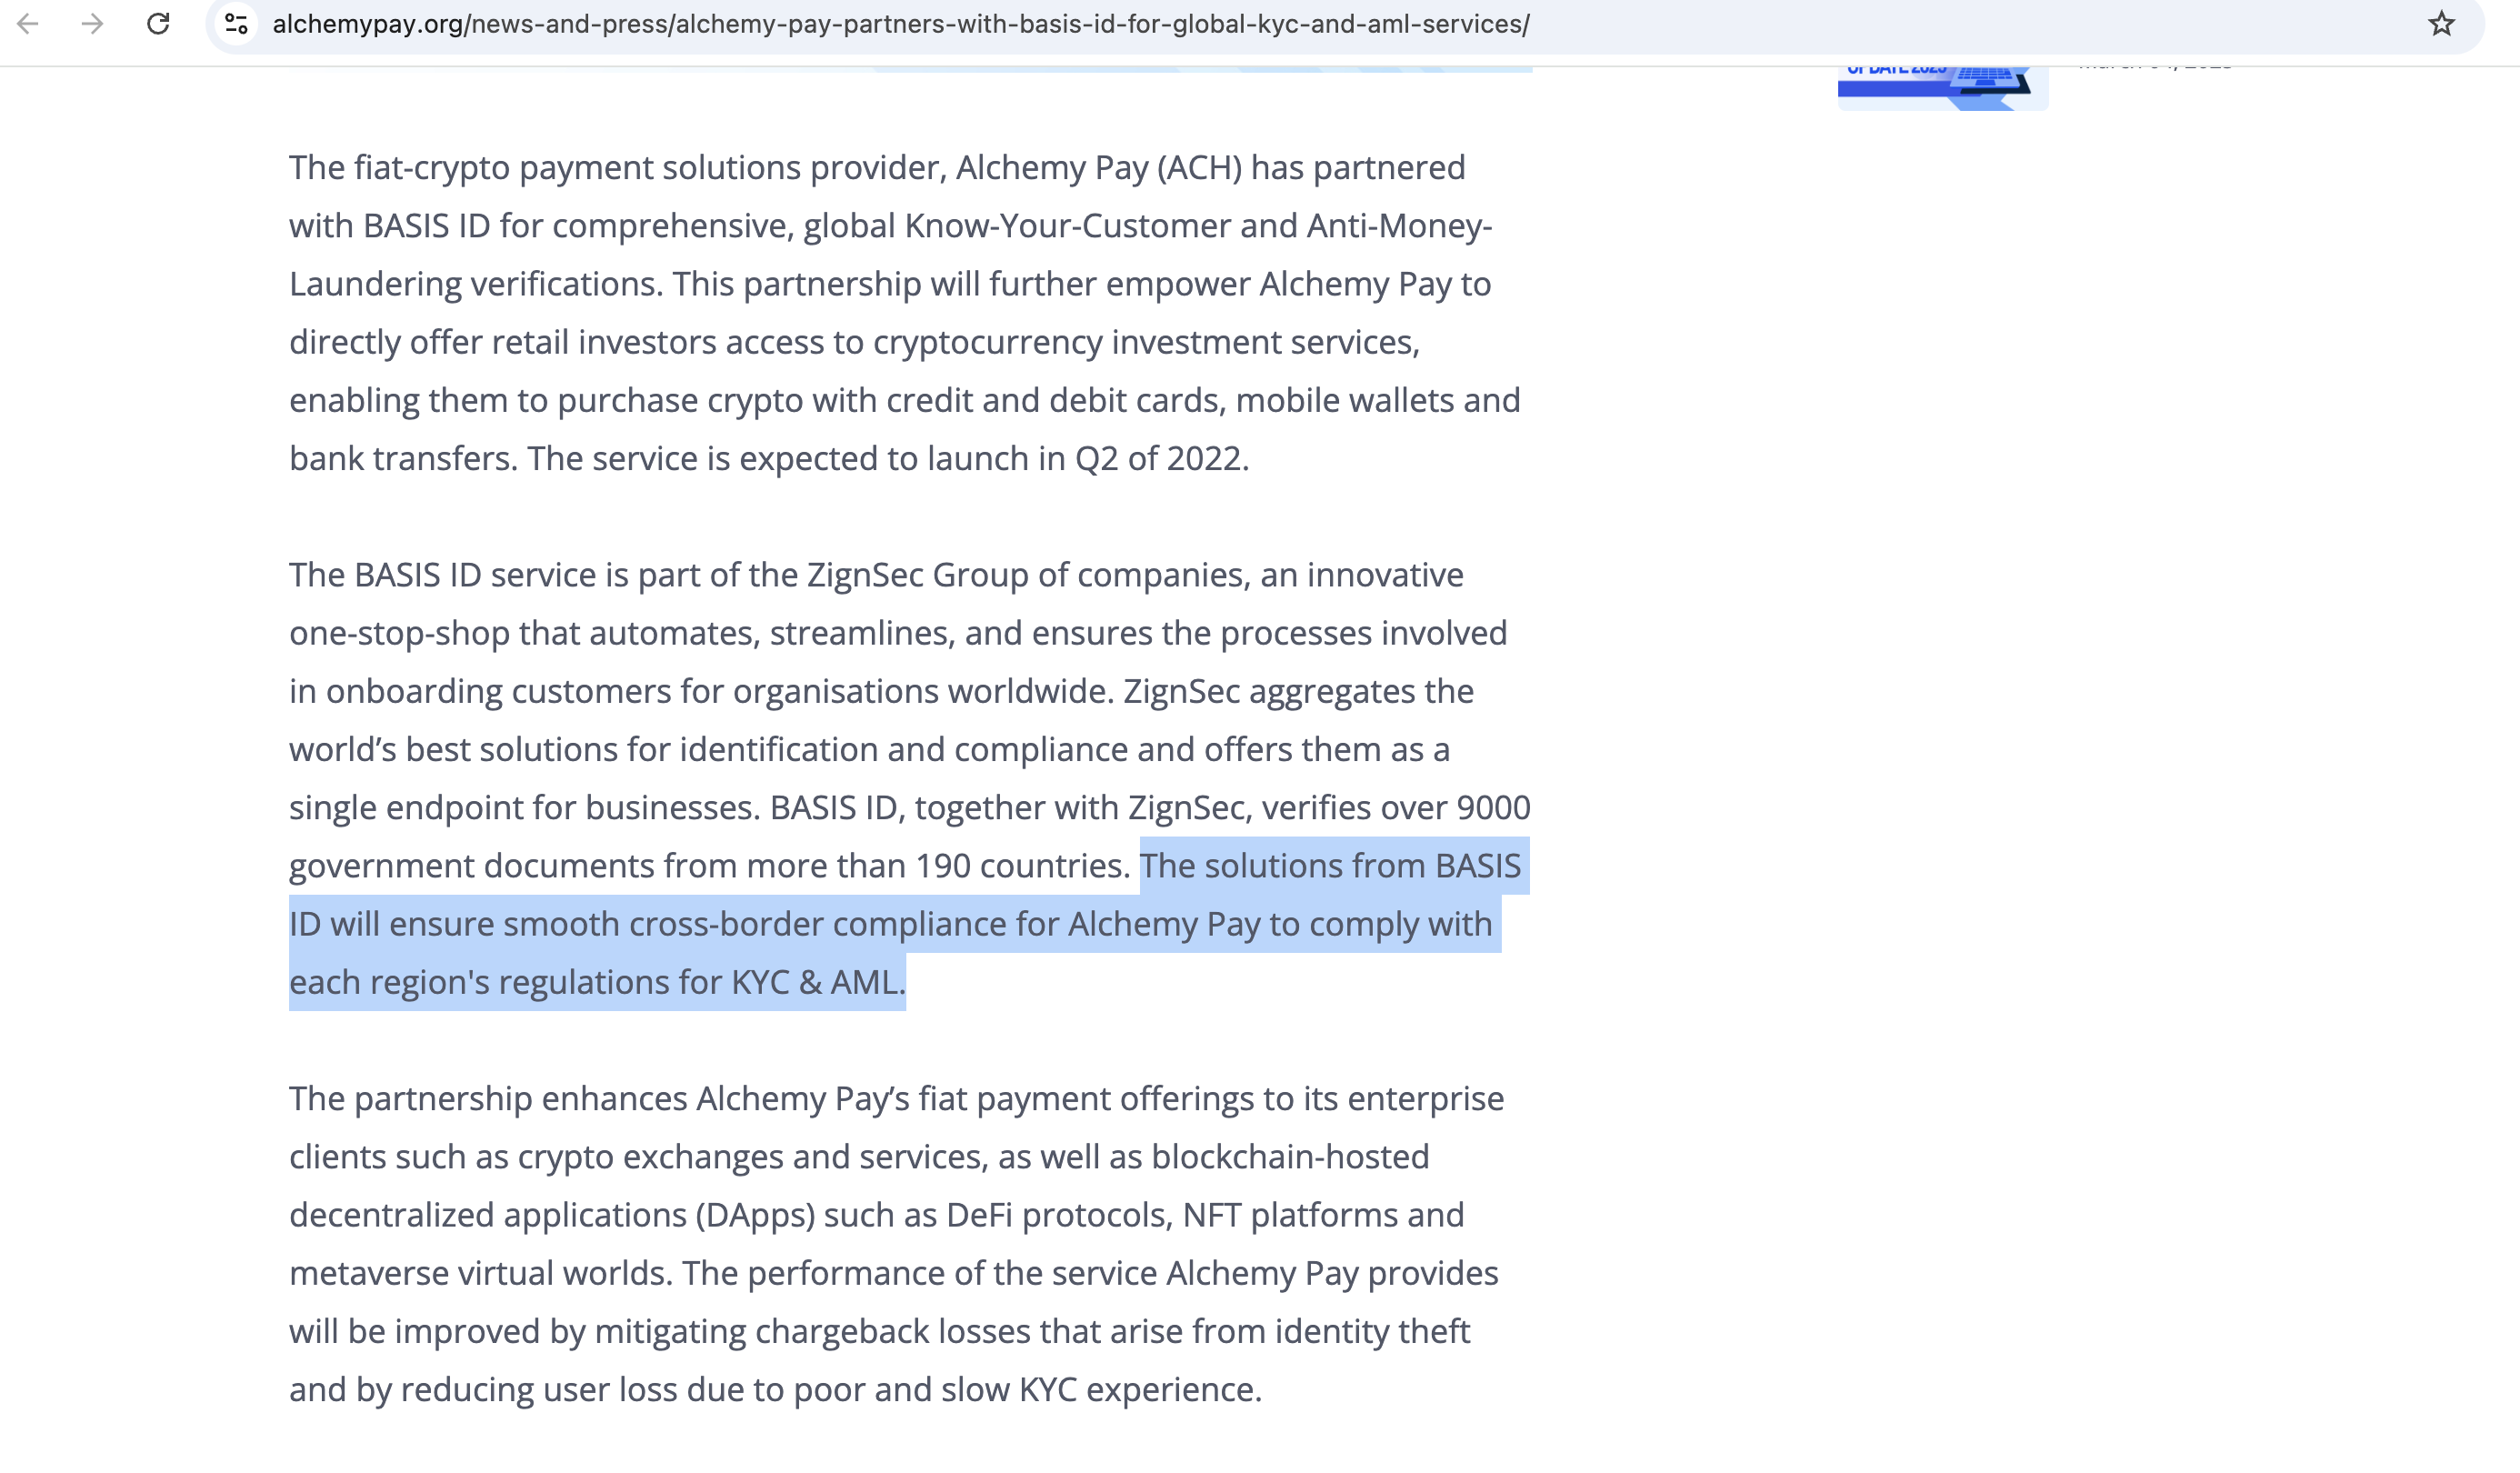 alchemypay.org/news-and-press/alchemy-pay-partners-with-basis-id-for-global-kyc-and-aml-services/
The fiat-crypto payment solutions provider, Alchemy Pay (ACH) has partnered
with BASIS ID for comprehensive, global Know-Your-Customer and Anti-Money-
Laundering verifications. This partnership will further empower Alchemy Pay to
directly offer retail investors access to cryptocurrency investment services,
enabling them to purchase crypto with credit and debit cards, mobile wallets and
bank transfers. The service is expected to launch in Q2 of 2022.
The BASIS ID service is part of the ZignSec Group of companies, an innovative
one-stop-shop that automates, streamlines, and ensures the processes involved
in onboarding customers for organisations worldwide. ZignSec aggregates the
world’s best solutions for identification and compliance and offers them as a
single endpoint for businesses. BASIS ID, together with ZignSec, verifies over 9000
government documents from more than 190 countries. The solutions from BASIS
ID will ensure smooth cross-border compliance for Alchemy Pay to comply with
each region's regulations for KYC & AML.
The partnership enhances Alchemy Pay’s fiat payment offerings to its enterprise
clients such as crypto exchanges and services, as well as blockchain-hosted
decentralized applications (DApps) such as DeFi protocols, NFT platforms and
metaverse virtual worlds. The performance of the service Alchemy Pay provides
will be improved by mitigating chargeback losses that arise from identity theft
and by reducing user loss due to poor and slow KYC experience.